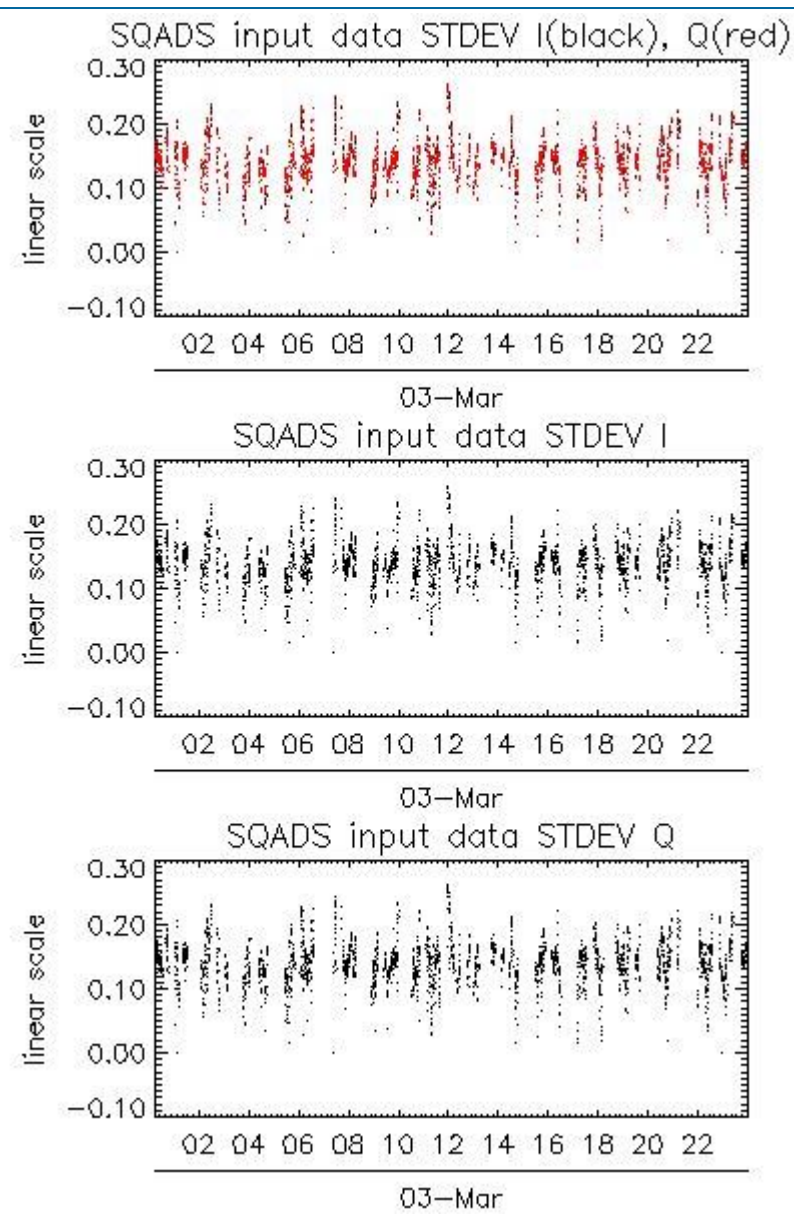 SQADS input data STDEV I(black), Q(red)
0.30
0.20
0.10
0.00
−0.10
linear scale
02 04 06 08 10 12 14 16 18 20 22
03−Mar
SQADS input data STDEV I
0.30
0.20
0.10
0.00
−0.10
linear scale
02 04 06 08 10 12 14 16 18 20 22
03−Mar
SQADS input data STDEV Q
0.30
0.20
0.10
0.00
−0.10
linear scale
02 04 06 08 10 12 14 16 18 20 22
03−Mar